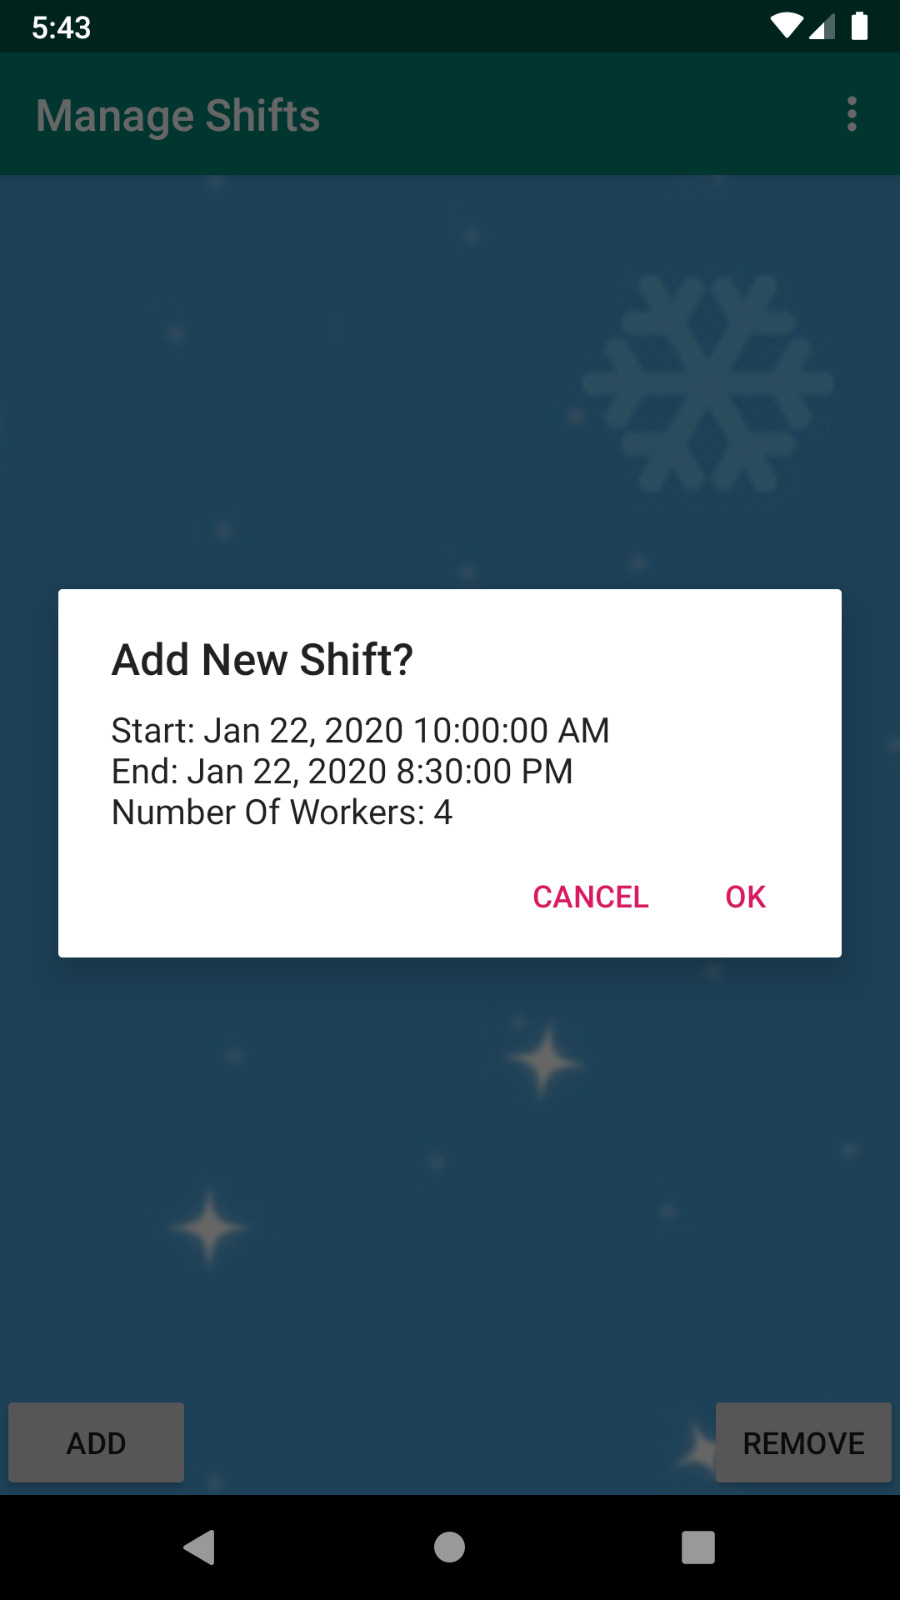 5:43
Manage Shifts
Add New Shift?
Start: Jan 22, 2020 10:00:00 AM
End: Jan 22, 2020 8:30:00 PM
Number Of Workers: 4
CANCEL OK
ADD REMOVE